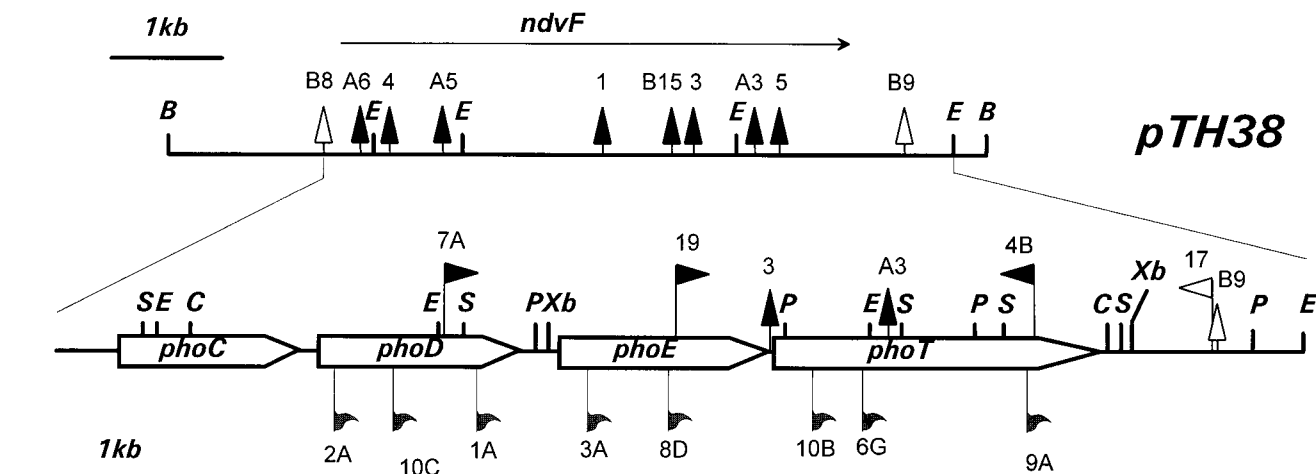 1kb ndvF
B8 A6 4 A5 1 B15 3 A3 5 B9
B E E E E B
pTH38
7A 19 3 A3 4B 17 B9
S E C E S P Xb P E S P S C S Xb P E
phoC phoD phoE phoT
2A 10C 1A 3A 8D 10B 6G 9A
1kb